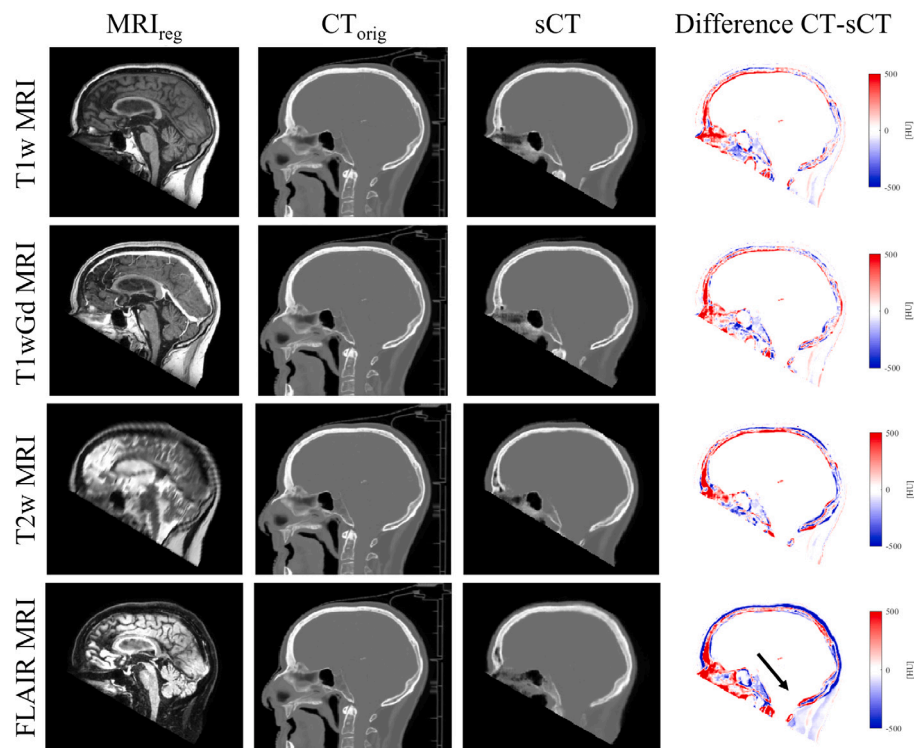 MRIreg CTorig sCT Difference CT-sCT
T1w MRI
500
0
-500
[HU]
T1wGd MRI
500
0
-500
[HU]
T2w MRI
500
0
-500
[HU]
FLAIR MRI
500
0
-500
[HU]